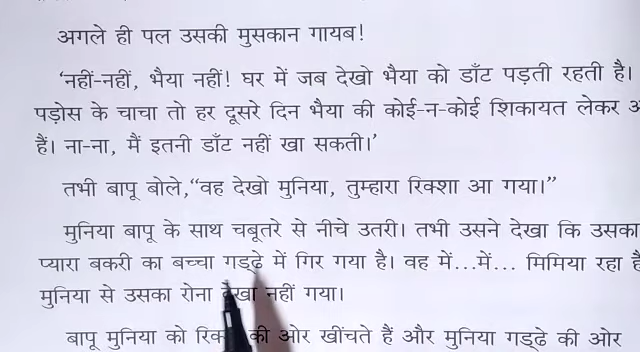 अगले ही पल उसकी मुसकान गायब!
‘नहीं-नहीं, भैया नहीं! घर में जब देखो भैया को डाँट पड़ती रहती है।
पड़ोस के चाचा तो हर दूसरे दिन भैया की कोई-न-कोई शिकायत लेकर
हैं। ना-ना, मैं इतनी डाँट नहीं खा सकती।’
तभी बापू बोले,“वह देखो मुनिया, तुम्हारा रिक्शा आ गया।”
मुनिया बापू के साथ चबूतरे से नीचे उतरी। तभी उसने देखा कि उसका
प्यारा बकरी का बच्चा गड्ढे में गिर गया है। वह में...में... मिमिया रहा है
मुनिया से उसका रोना देखा नहीं गया।
बापू मुनिया को की ओर खींचते हैं और मुनिया गड्ढे की ओर